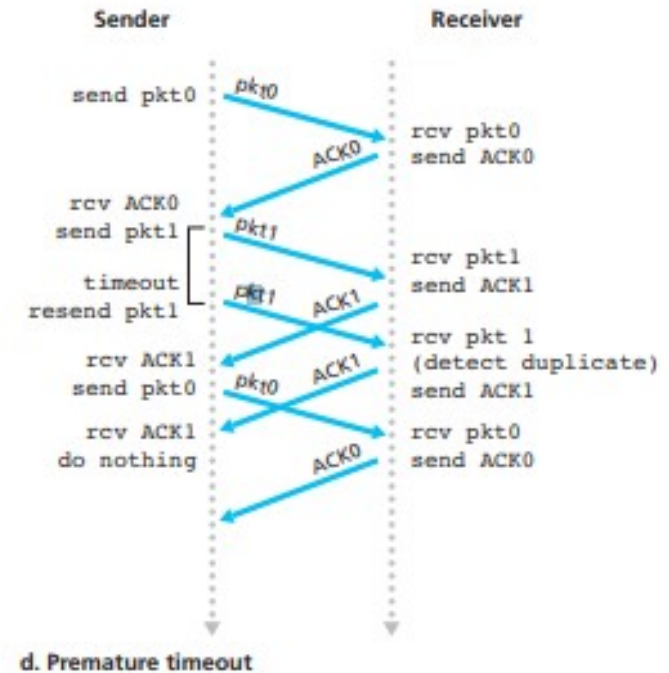 Sender Receiver
send pkt0
pkt0
rcv pkt0
send ACK0
ACK0
rcv ACK0
send pkt1
pkt1
rcv pkt1
send ACK1
timeout
resend pkt1
pkt1
ACK1
rcv pkt 1
(detect duplicate)
send ACK1
rcv ACK1
send pkt0
pkt0
ACK1
rcv ACK1
do nothing
rcv pkt0
send ACK0
ACK0
d. Premature timeout